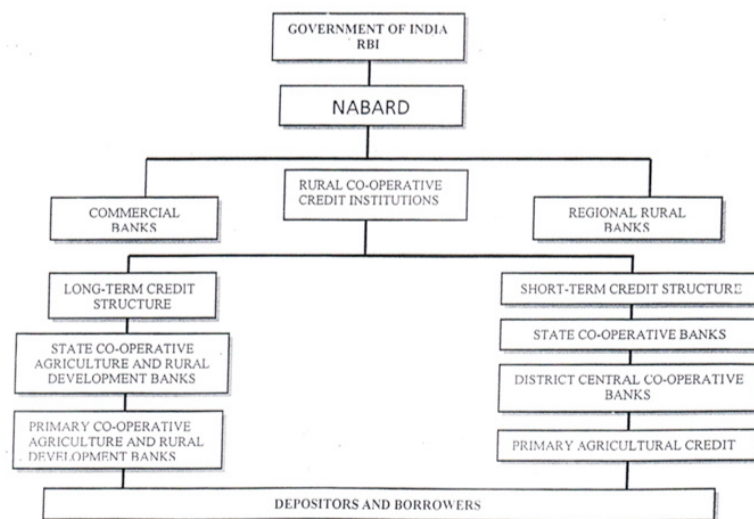 GOVERNMENT OF INDIA
RBI
NABARD
RURAL CO-OPERATIVE
CREDIT INSTITUTIONS
COMMERCIAL
BANKS
REGIONAL RURAL
BANKS
LONG-TERM CREDIT
STRUCTURE
SHORT-TERM CREDIT STRUCTURE
STATE CO-OPERATIVE
AGRICULTURE AND RURAL
DEVELOPMENT BANKS
STATE CO-OPERATIVE BANKS
DISTRICT CENTRAL CO-OPERATIVE
BANKS
PRIMARY CO-OPERATIVE
AGRICULTURE AND RURAL
DEVELOPMENT BANKS
PRIMARY AGRICULTURAL CREDIT
DEPOSITORS AND BORROWERS